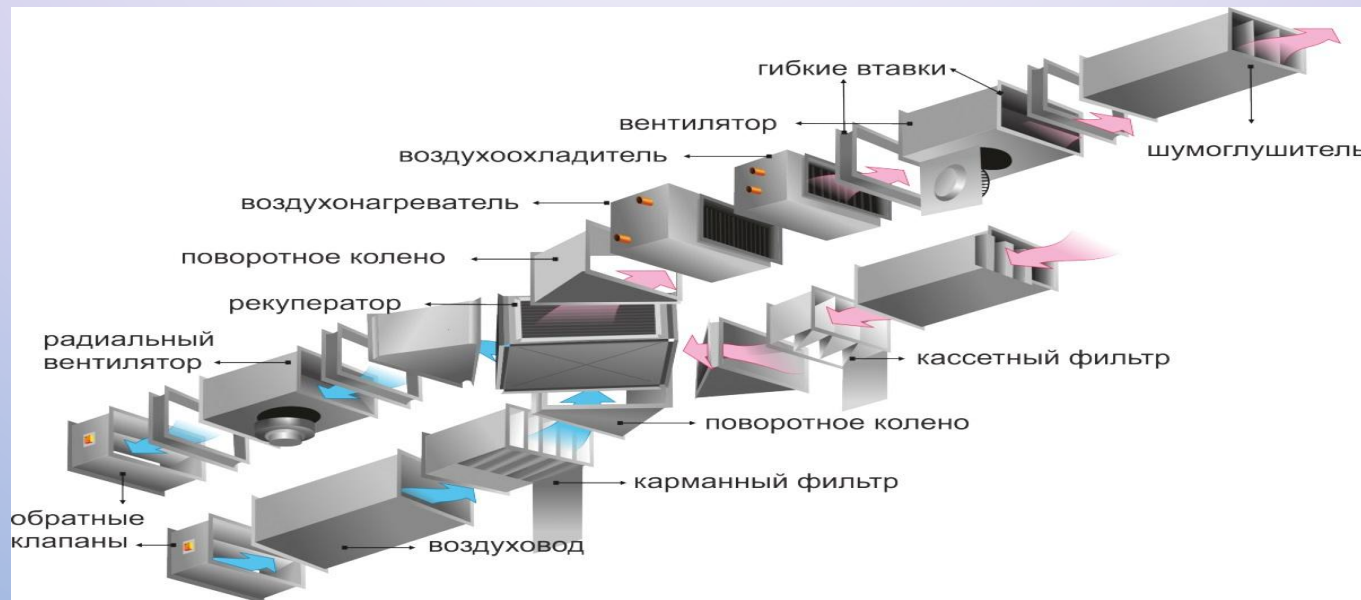 гибкие втавки
вентилятор
шумоглушитель
воздухоохладитель
воздухонагреватель
поворотное колено
рекуператор
радиальный
вентилятор
кассетный фильтр
поворотное колено
карманный фильтр
обратные
клапаны
воздуховод